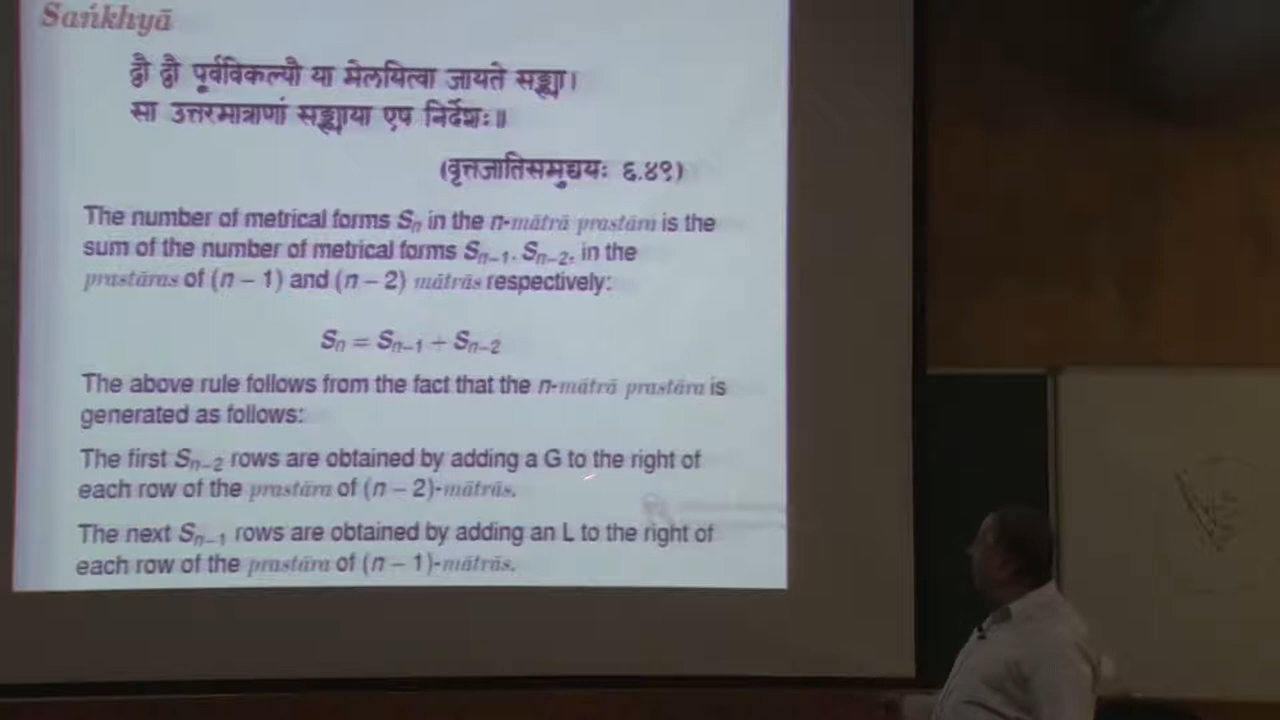 Saṅkhyā
द्वौ द्वौ पूर्वविकल्पौ या मेलयित्वा जायते सङ्ख्या।
सा उत्तरमात्राणां सङ्ख्याया एष निर्देशः॥
(वृत्तजातिसमुच्चयः ६.४९)
The number of metrical forms Sₙ in the n-mātrā prastāra is the
sum of the number of metrical forms Sₙ₋₁, Sₙ₋₂, in the
prastāras of (n − 1) and (n − 2) mātrās respectively:
Sₙ = Sₙ₋₁ + Sₙ₋₂
The above rule follows from the fact that the n-mātrā prastāra is
generated as follows:
The first Sₙ₋₂ rows are obtained by adding a G to the right of
each row of the prastāra of (n − 2)-mātrās.
The next Sₙ₋₁ rows are obtained by adding an L to the right of
each row of the prastāra of (n − 1)-mātrās.